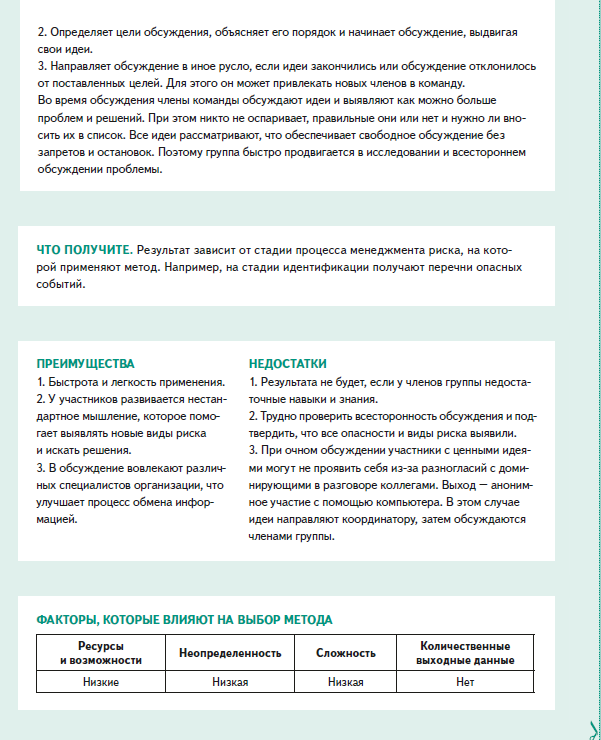 2. Определяет цели обсуждения, объясняет его порядок и начинает обсуждение, выдвигая
свои идеи.
3. Направляет обсуждение в иное русло, если идеи закончились или обсуждение отклонилось
от поставленных целей. Для этого он может привлекать новых членов в команду.
Во время обсуждения члены команды обсуждают идеи и выявляют как можно больше
проблем и решений. При этом никто не оспаривает, правильные они или нет и нужно ли вно-
сить их в список. Все идеи рассматривают, что обеспечивает свободное обсуждение без
запретов и остановок. Поэтому группа быстро продвигается в исследовании и всестороннем
обсуждении проблемы.
ЧТО ПОЛУЧИТЕ. Результат зависит от стадии процесса менеджмента риска, на кото-
рой применяют метод. Например, на стадии идентификации получают перечни опасных
событий.
ПРЕИМУЩЕСТВА
1. Быстрота и легкость применения.
2. У участников развивается нестан-
дартное мышление, которое помо-
гает выявлять новые виды риска
и искать решения.
3. В обсуждение вовлекают различ-
ных специалистов организации, что
улучшает процесс обмена инфор-
мацией.
НЕДОСТАТКИ
1. Результата не будет, если у членов группы недоста-
точные навыки и знания.
2. Трудно проверить всесторонность обсуждения и под-
твердить, что все опасности и виды риска выявили.
3. При очном обсуждении участники с ценными идея-
ми могут не проявить себя из-за разногласий с доми-
нирующими в разговоре коллегами. Выход — аноним-
ное участие с помощью компьютера. В этом случае
идеи направляют координатору, затем обсуждаются
членами группы.
ФАКТОРЫ, КОТОРЫЕ ВЛИЯЮТ НА ВЫБОР МЕТОДА
Ресурсы
и возможности
Неопределенность
Сложность
Количественные
выходные данные
Низкие
Низкая
Низкая
Нет